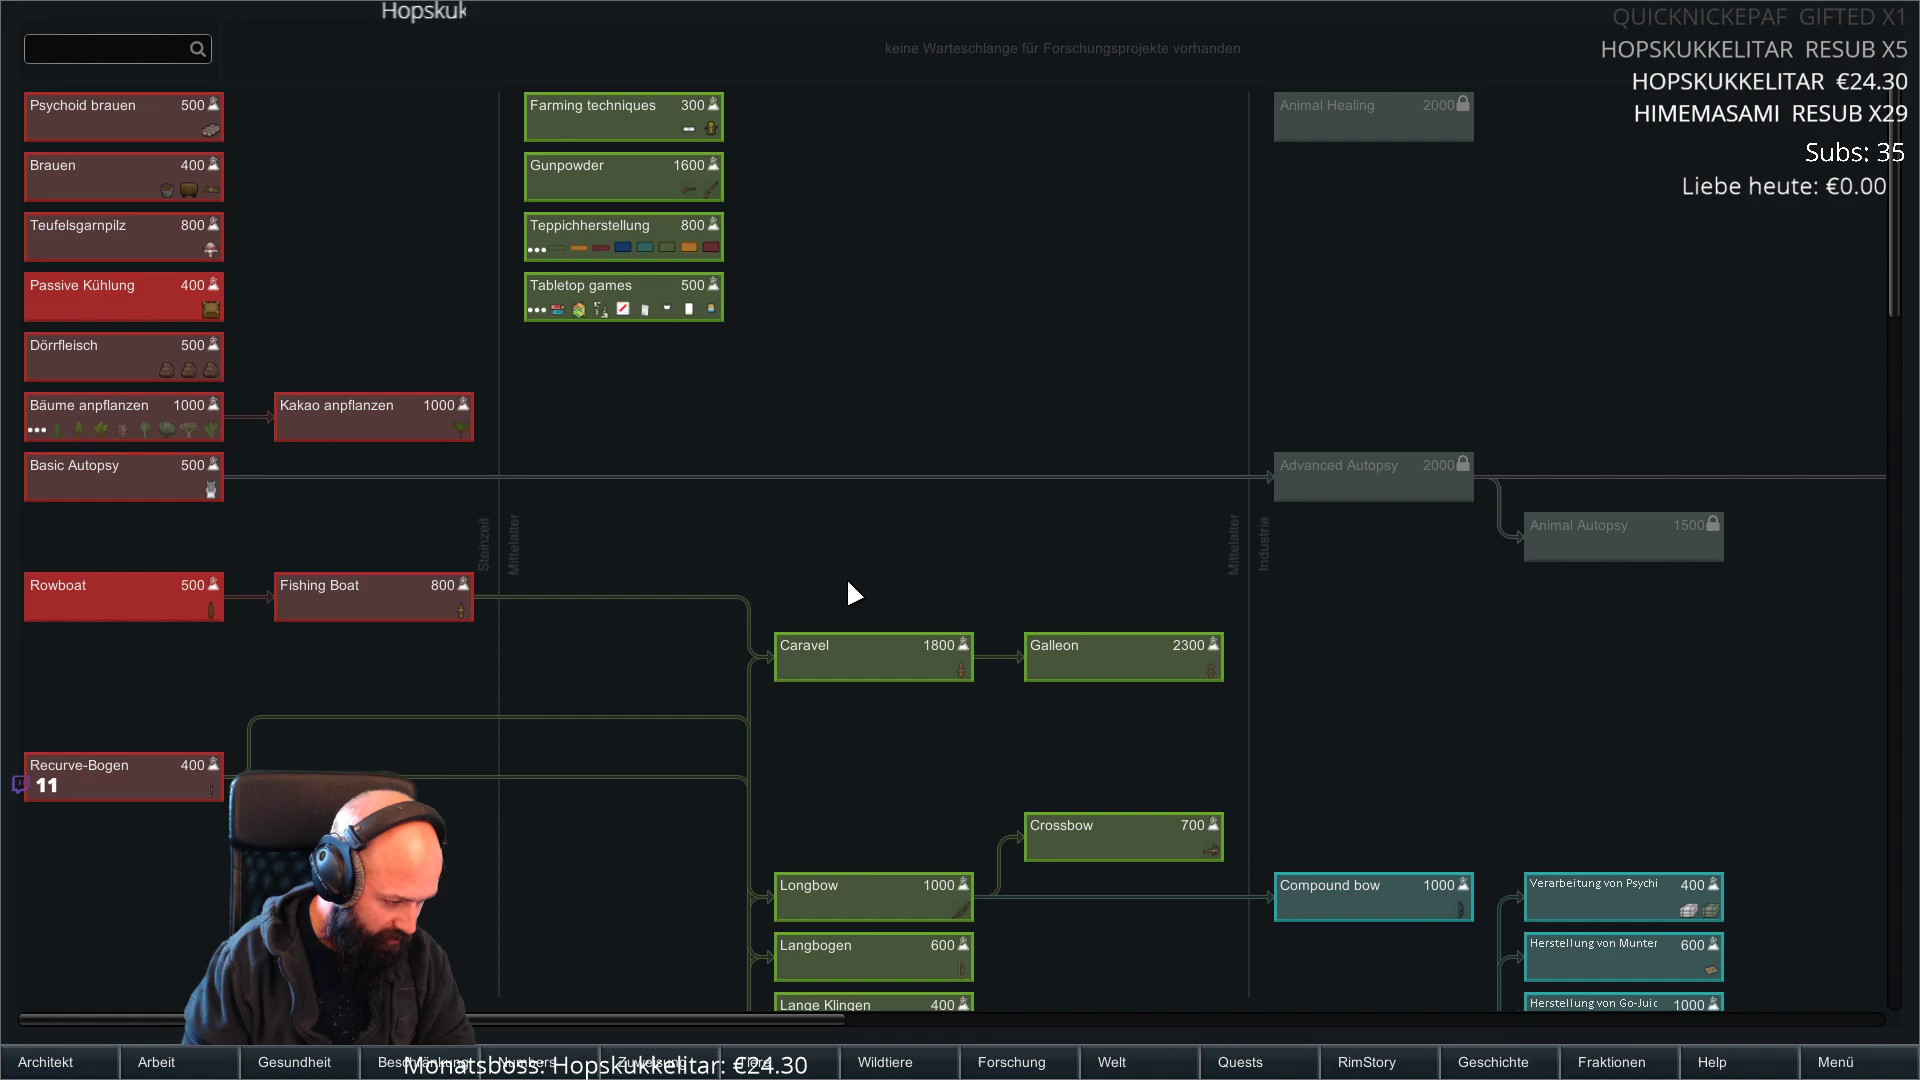 Hopskuk
QUICKNICKEPAF GIFTED X1
keine Warteschlange für Forschungsprojekte vorhanden
HOPSKUKKELITAR RESUB X5
HOPSKUKKELITAR €24.30
HIMEMASAMI RESUB X29
Subs: 35
Liebe heute: €0.00
Psychoid brauen 500
Farming techniques 300
Animal Healing 2000
Brauen 400
Gunpowder 1600
Teufelsgarnpilz 800
Teppichherstellung 800
Passive Kühlung 400
Tabletop games 500
Dörrfleisch 500
Bäume anpflanzen 1000
Kakao anpflanzen 1000
Basic Autopsy 500
Advanced Autopsy 2000
Animal Autopsy 1500
Steinzeit
Mittelalter
Mittelalter
Industrie
Rowboat 500
Fishing Boat 800
Caravel 1800
Galleon 2300
Recurve-Bogen 400
11
Crossbow 700
Longbow 1000
Compound bow 1000
Verarbeitung von Psychi 400
Langbogen 600
Herstellung von Munter 600
Lange Klingen 400
Herstellung von Go-Juic 1000
Architekt
Arbeit
Gesundheit
Wildtiere
Forschung
Welt
Quests
RimStory
Geschichte
Fraktionen
Help
Menü
Monatsboss: Hopskukkelitar: €24.30